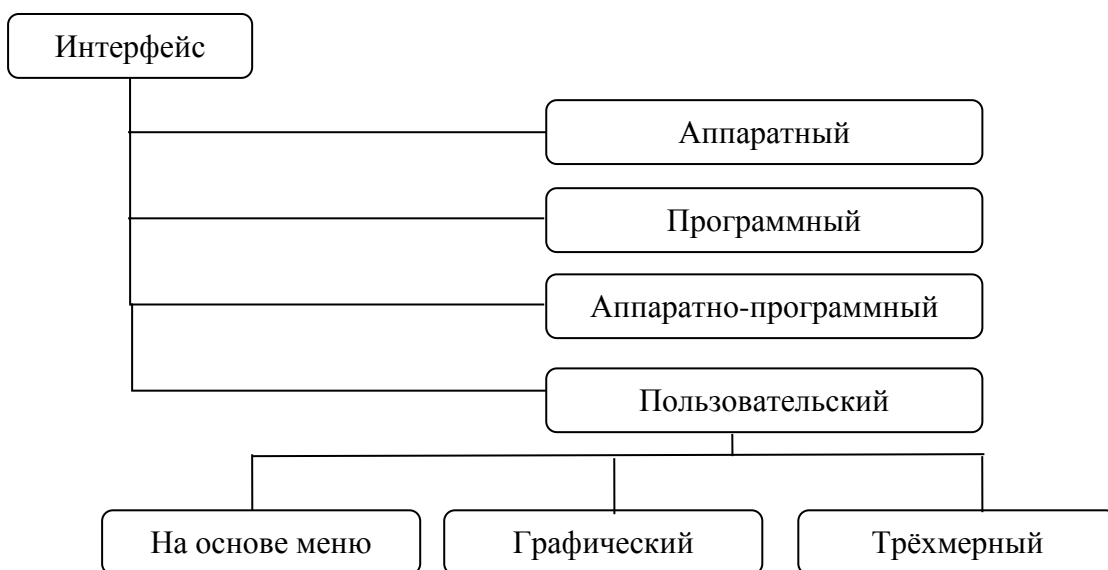 Интерфейс
Аппаратный
Программный
Аппаратно-программный
Пользовательский
На основе меню
Графический
Трёхмерный